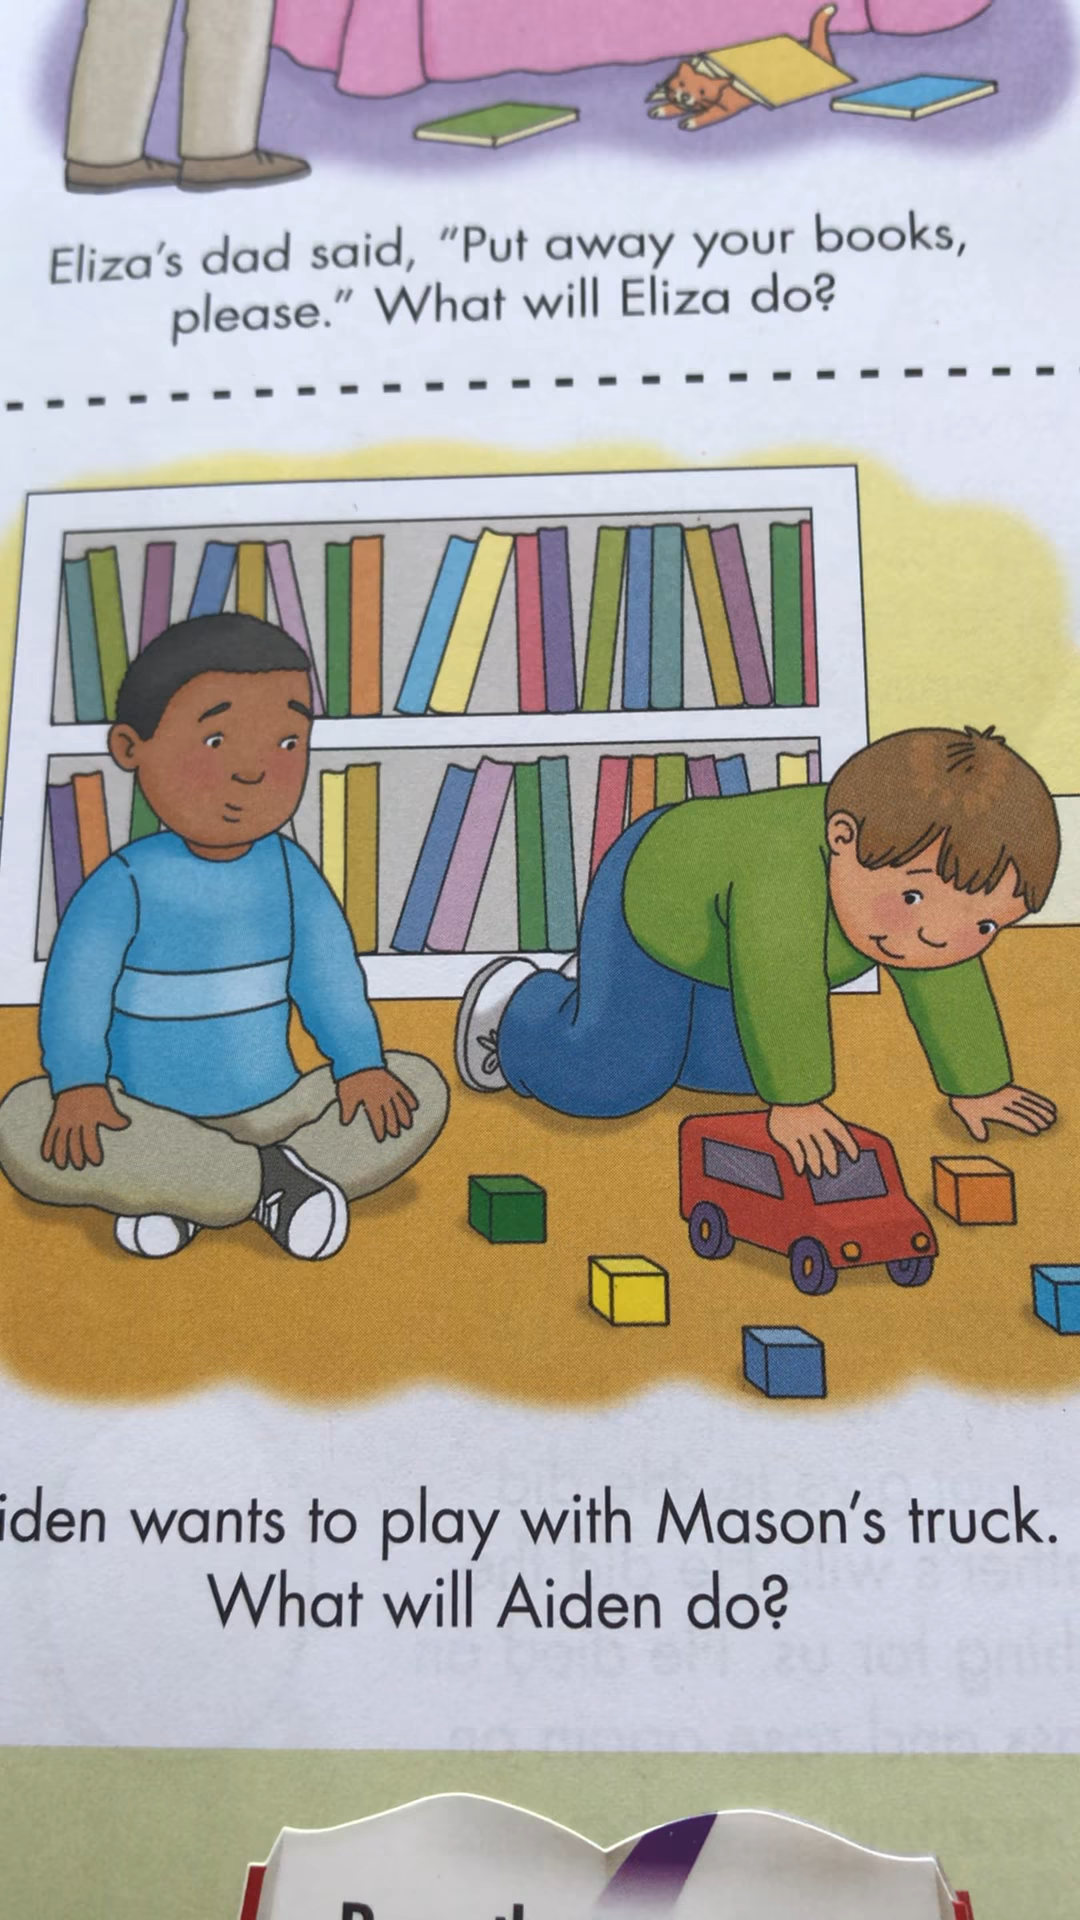 Eliza's dad said, "Put away your books,
please." What will Eliza do?
iden wants to play with Mason's truck.
What will Aiden do?